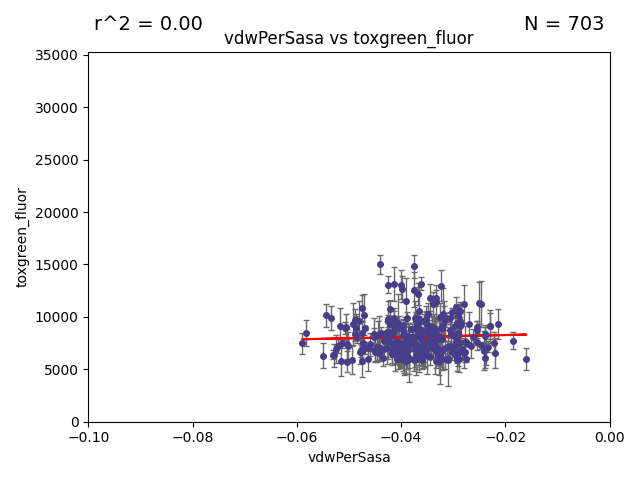 r^2 = 0.00
N = 703
vdwPerSasa vs toxgreen_fluor
35000
30000
25000
20000
15000
10000
5000
0
toxgreen_fluor
−0.10
−0.08
−0.06
−0.04
−0.02
0.00
vdwPerSasa